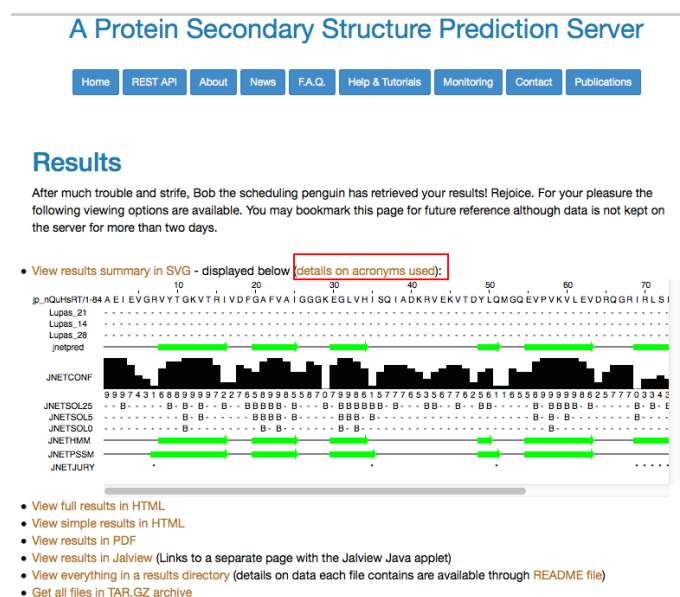 A Protein Secondary Structure Prediction Server
Home REST API About News F.A.Q. Help & Tutorials Monitoring Contact Publications
Results
After much trouble and strife, Bob the scheduling penguin has retrieved your results! Rejoice. For your pleasure the
following viewing options are available. You may bookmark this page for future reference although data is not kept on
the server for more than two days.
View results summary in SVG - displayed below (details on acronyms used):
10 20 30 40 50 60 70
jp_nQuHsRT/1-84 A E I E V G R V Y T G K V T R I V D F G A F V A I G G G K E G L V H I S Q I A D K R V E K V T D Y L Q M G Q E V P V K V L E V D R Q G R I R L S I
Lupas_21
Lupas_14
Lupas_28
jnetpred
JNETCONF
JNETSOL25
JNETSOL5
JNETSOL0
JNETHMM
JNETPSSM
JNETJURY
View full results in HTML
View simple results in HTML
View results in PDF
View results in Jalview (Links to a separate page with the Jalview Java applet)
View everything in a results directory (details on data each file contains are available through README file)
Get all files in TAR.GZ archive